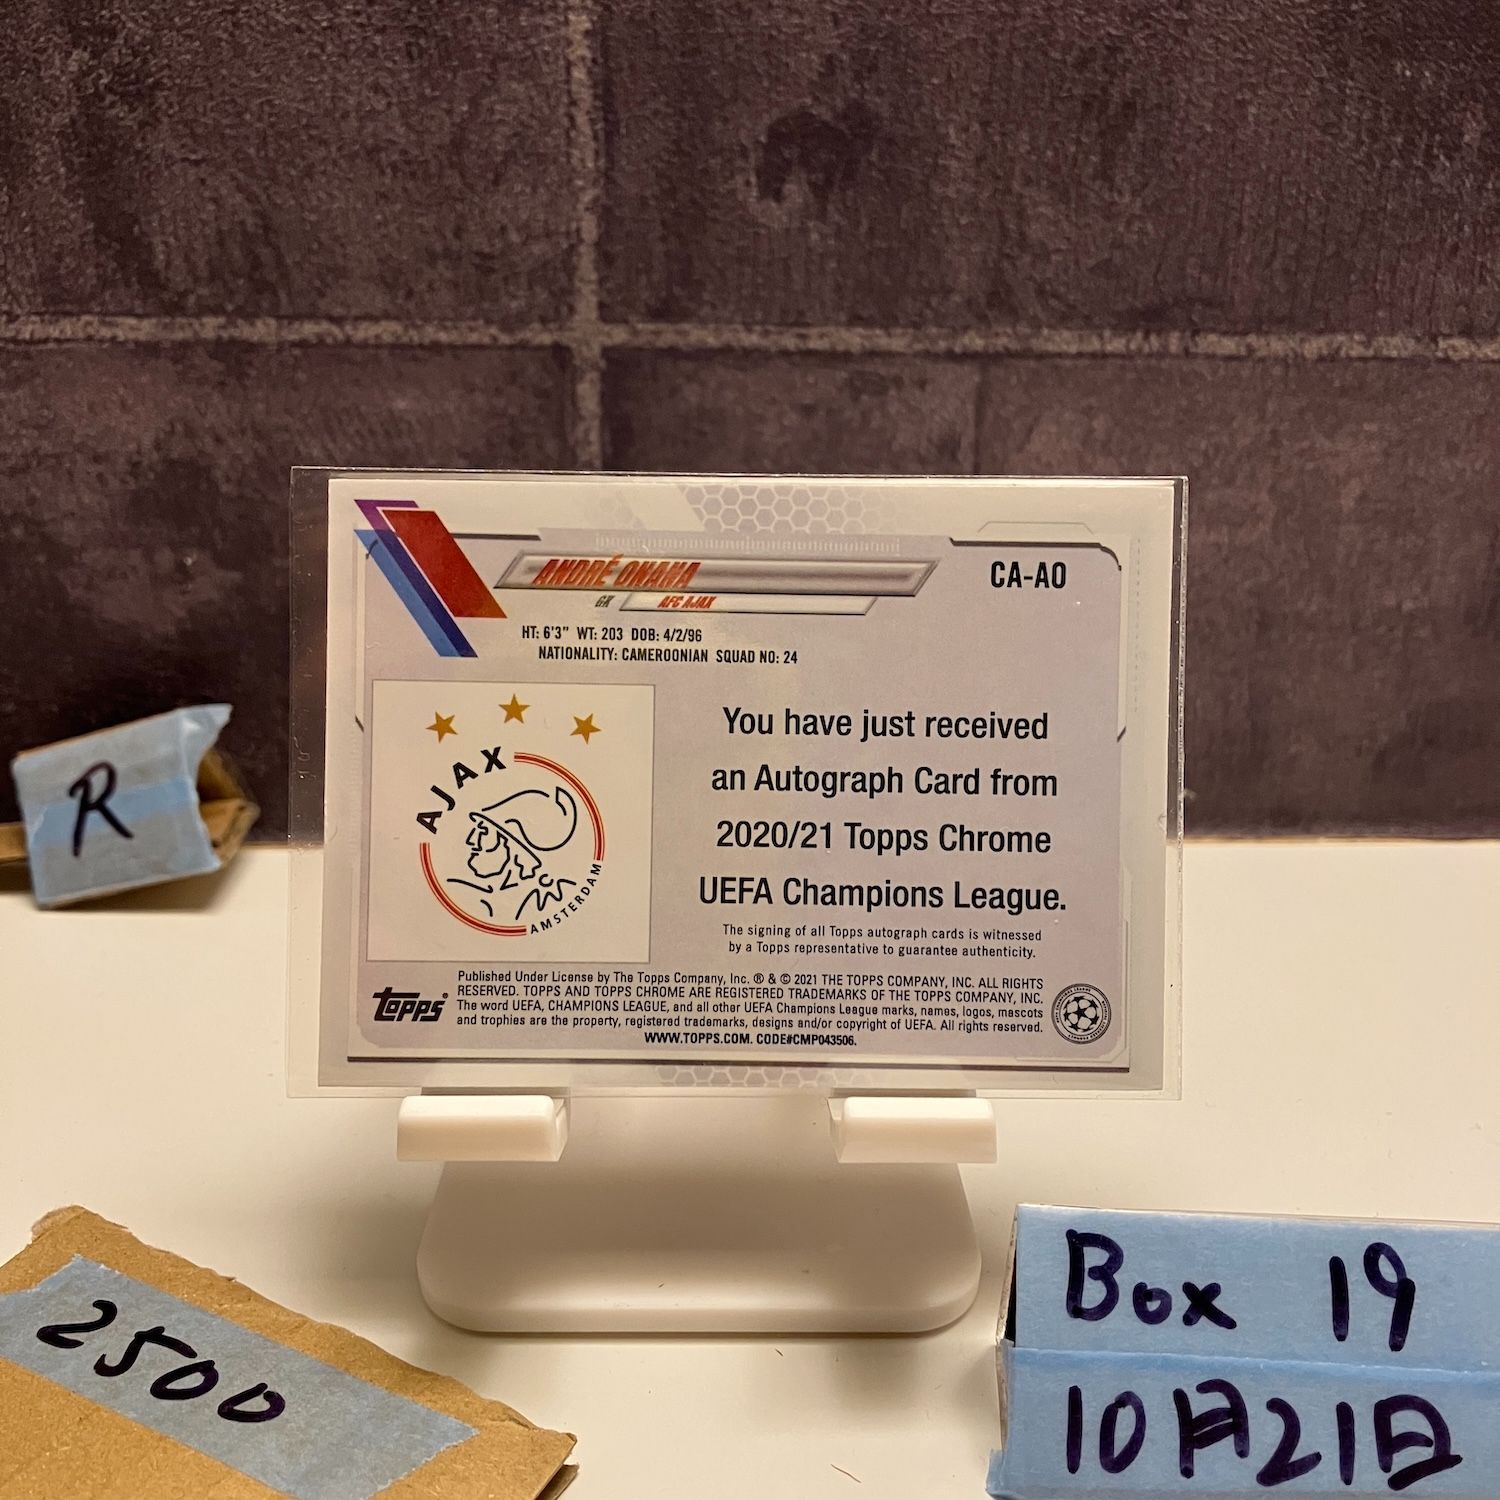 ANDRÉ ONANA
CA-AO
GK AFC AJAX
HT: 6'3" WT: 203 DOB: 4/2/96
NATIONALITY: CAMEROONIAN SQUAD NO: 24
AJAX
AMSTERDAM
You have just received
an Autograph Card from
2020/21 Topps Chrome
UEFA Champions League.
The signing of all Topps autograph cards is witnessed
by a Topps representative to guarantee authenticity.
topps®
Published Under License by The Topps Company, Inc. ® & © 2021 THE TOPPS COMPANY, INC. ALL RIGHTS
RESERVED. TOPPS AND TOPPS CHROME ARE REGISTERED TRADEMARKS OF THE TOPPS COMPANY, INC.
The word UEFA, CHAMPIONS LEAGUE, and all other UEFA Champions League marks, names, logos, mascots
and trophies are the property, registered trademarks, designs and/or copyright of UEFA. All rights reserved.
WWW.TOPPS.COM. CODE#CMP043506.
R
2500
Box 19
10月21日